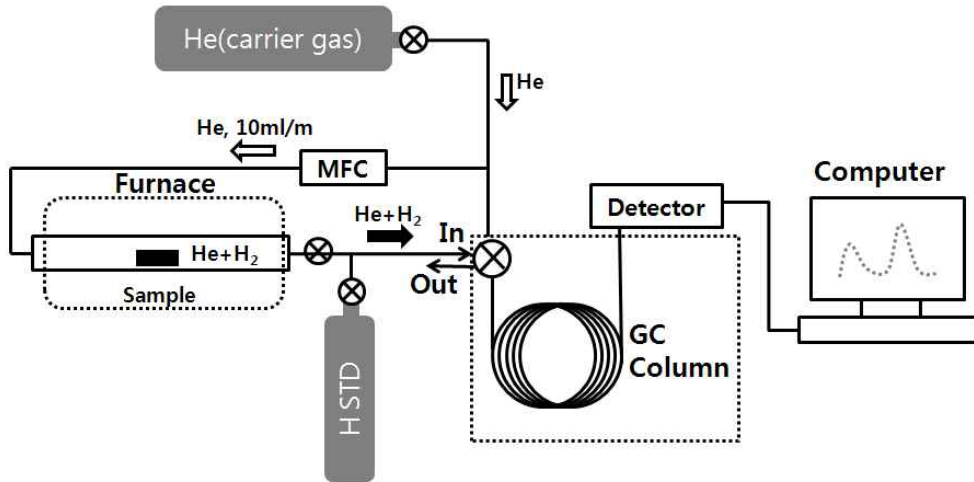 He(carrier gas)
He
He, 10ml/m
MFC
Furnace
He+H₂
In
Out
He+H₂
Sample
H STD
Detector
GC
Column
Computer